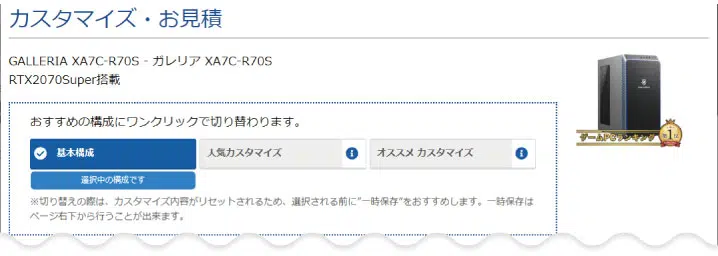 カスタマイズ・お見積
GALLERIA XA7C-R70S - ガレリア XA7C-R70S
RTX2070Super搭載
おすすめの構成にワンクリックで切り替わります。
基本構成
人気カスタマイズ
オススメ カスタマイズ
選択中の構成です
※切り替えの際は、カスタマイズ内容がリセットされるため、選択される前に"一時保存"をおすすめします。一時保存は
ページ右下から行うことが出来ます。
ゲームPCランキング
第1位